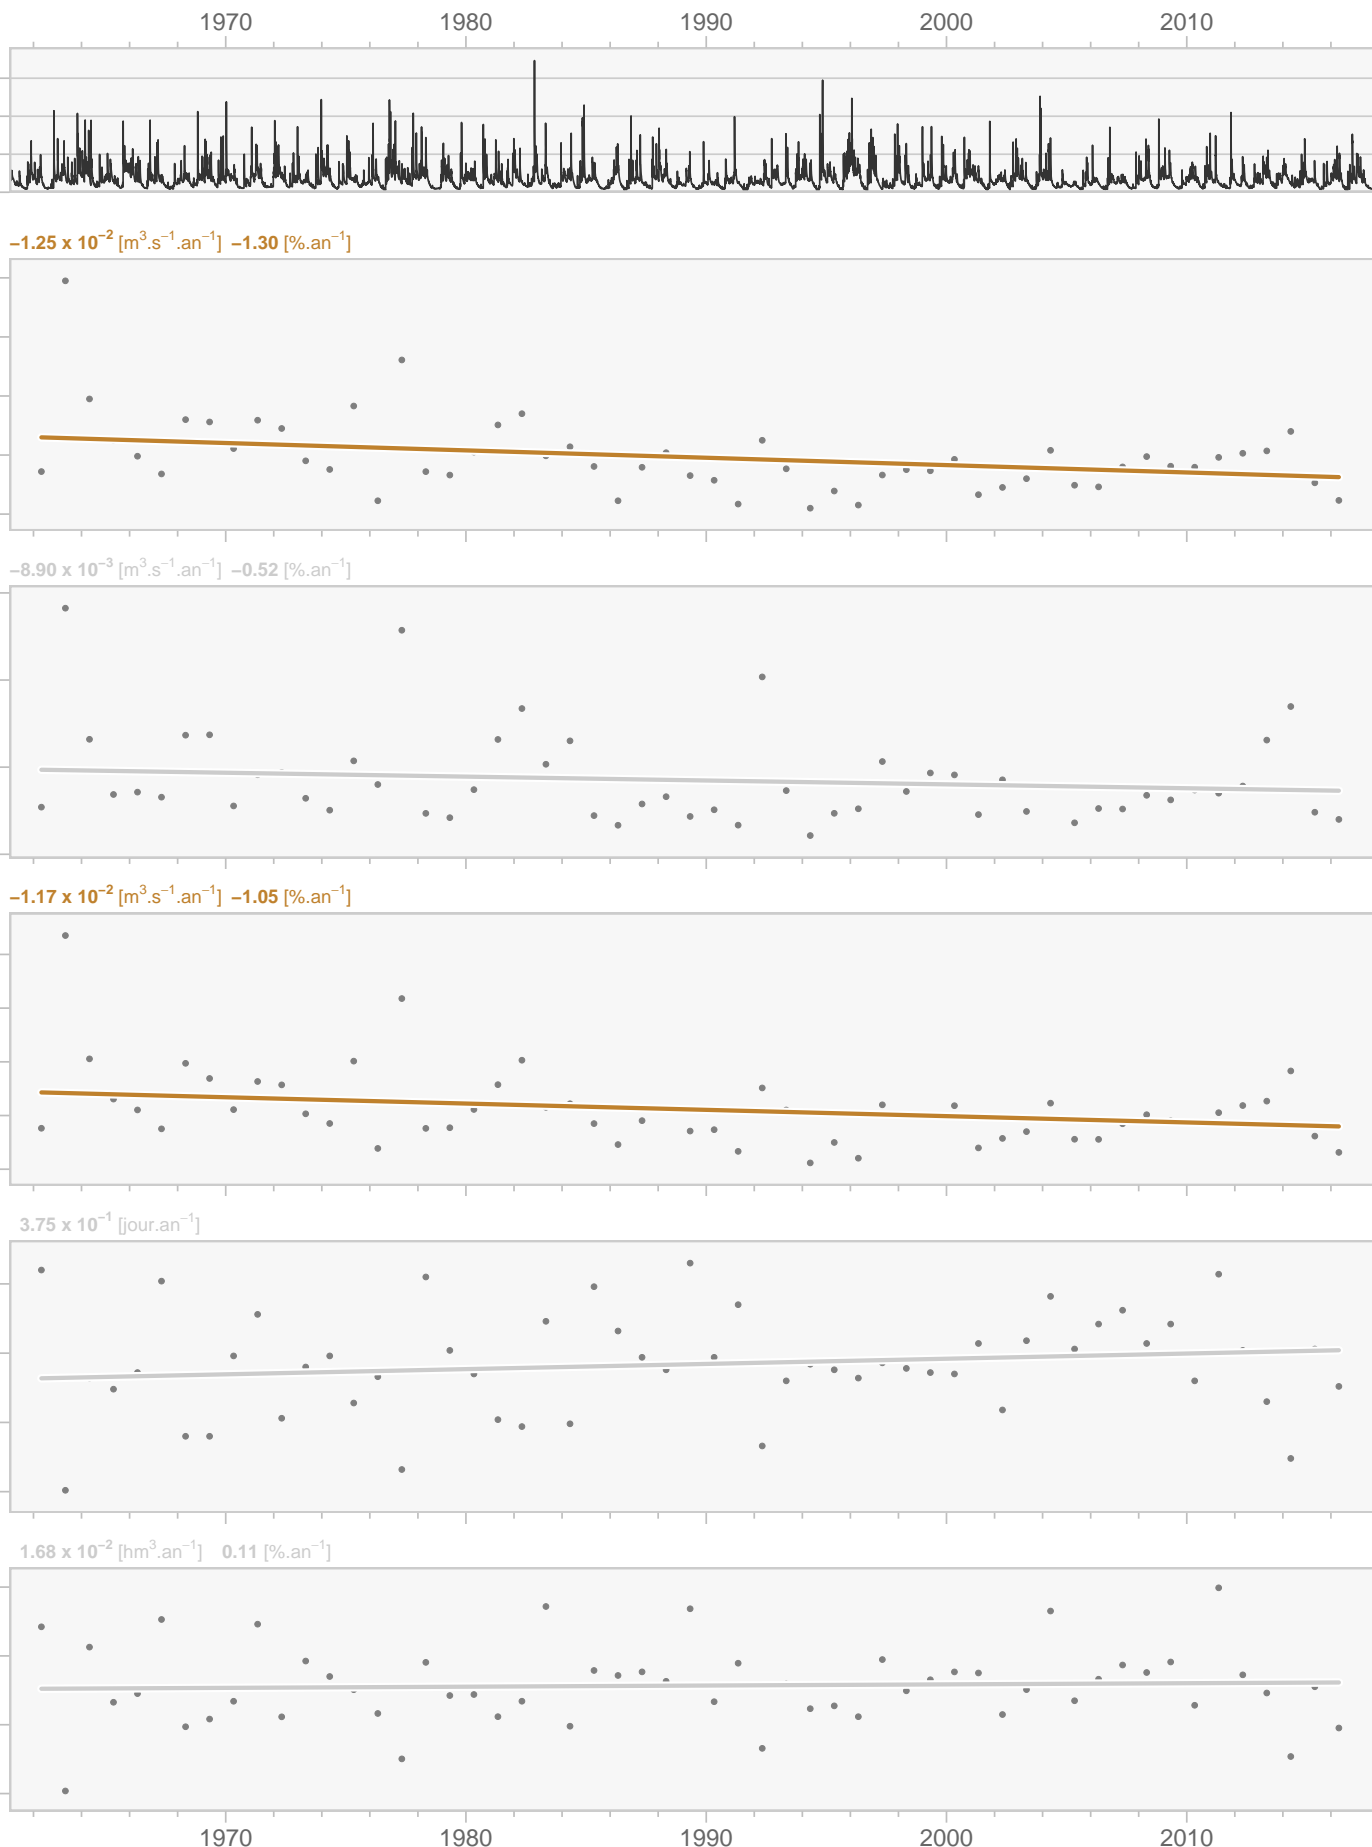 1970 1980 1990 2000 2010
−1.25 x 10⁻² [m³.s⁻¹.an⁻¹] −1.30 [%.an⁻¹]
−8.90 x 10⁻³ [m³.s⁻¹.an⁻¹] −0.52 [%.an⁻¹]
−1.17 x 10⁻² [m³.s⁻¹.an⁻¹] −1.05 [%.an⁻¹]
3.75 x 10⁻¹ [jour.an⁻¹]
1.68 x 10⁻² [hm³.an⁻¹] 0.11 [%.an⁻¹]
1970 1980 1990 2000 2010